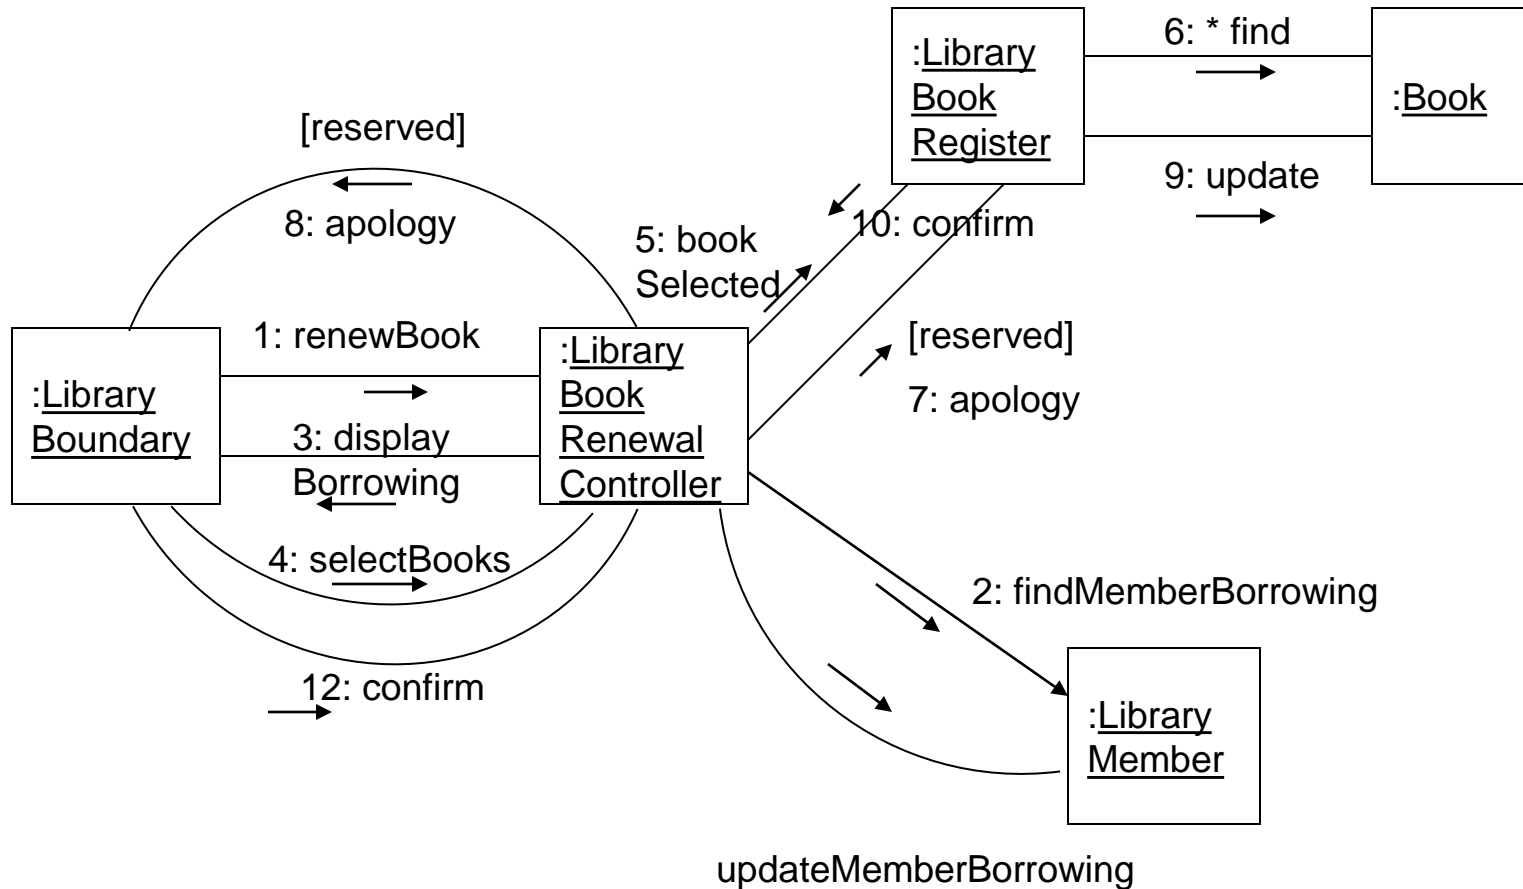 6: * find
:Library
Book
Register
:Book
[reserved]
9: update
8: apology
10: confirm
5: book
Selected
1: renewBook
[reserved]
:Library
Book
Renewal
Controller
:Library
Boundary
7: apology
3: display
Borrowing
4: selectBooks
2: findMemberBorrowing
12: confirm
:Library
Member
updateMemberBorrowing